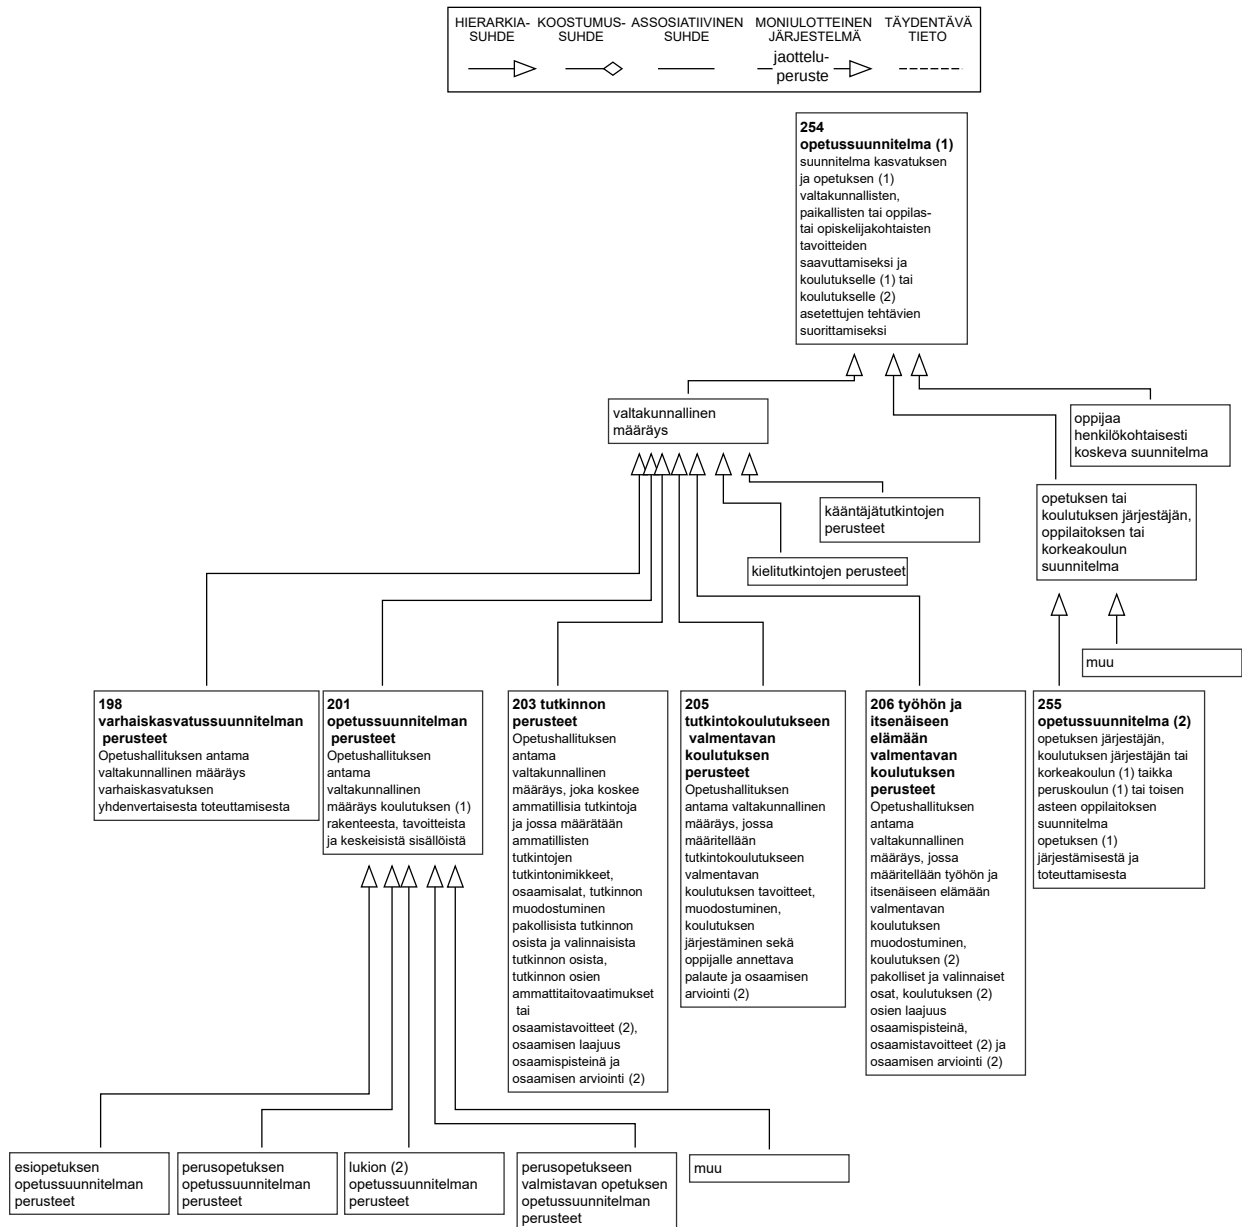 HIERARKIA-
SUHDE
KOOSTUMUS-
SUHDE
ASSOSIATIIVINEN
SUHDE
MONIULOTTEINEN
JÄRJESTELMÄ
TÄYDENTÄVÄ
TIETO
jaottelu-
peruste
254
opetussuunnitelma (1)
suunnitelma kasvatuksen
ja opetuksen (1)
valtakunnallisten,
paikallisten tai oppilas-
tai opiskelijakohtaisten
tavoitteiden
saavuttamiseksi ja
koulutukselle (1) tai
koulutukselle (2)
asetettujen tehtävien
suorittamiseksi
valtakunnallinen
määräys
oppijaa
henkilökohtaisesti
koskeva suunnitelma
kääntäjätutkintojen
perusteet
opetuksen tai
koulutuksen järjestäjän,
oppilaitoksen tai
korkeakoulun
suunnitelma
kielitutkintojen perusteet
muu
198
varhaiskasvatussuunnitelman
perusteet
Opetushallituksen antama
valtakunnallinen määräys
varhaiskasvatuksen
yhdenvertaisesta toteuttamisesta
201
opetussuunnitelman
perusteet
Opetushallituksen
antama
valtakunnallinen
määräys koulutuksen (1)
rakenteesta, tavoitteista
ja keskeisistä sisällöistä
203 tutkinnon
perusteet
Opetushallituksen
antama
valtakunnallinen
määräys, joka koskee
ammatillisia tutkintoja
ja jossa määrätään
ammatillisten
tutkintojen
tutkintonimikkeet,
osaamisalat, tutkinnon
muodostuminen
pakollisista tutkinnon
osista ja valinnaisista
tutkinnon osista,
tutkinnon osien
ammattitaitovaatimukset
tai
osaamistavoitteet (2),
osaamisen laajuus
osaamispisteinä ja
osaamisen arviointi (2)
205
tutkintokoulutukseen
valmentavan
koulutuksen
perusteet
Opetushallituksen
antama valtakunnallinen
määräys, jossa
määritellään
tutkintokoulutukseen
valmentavan
koulutuksen tavoitteet,
muodostuminen,
koulutuksen
järjestäminen sekä
oppijalle annettava
palaute ja osaamisen
arviointi (2)
206 työhön ja
itsenäiseen
elämään
valmentavan
koulutuksen
perusteet
Opetushallituksen
antama
valtakunnallinen
määräys, jossa
määritellään työhön ja
itsenäiseen elämään
valmentavan
koulutuksen
muodostuminen,
koulutuksen (2)
pakolliset ja valinnaiset
osat, koulutuksen (2)
osien laajuus
osaamispisteinä,
osaamistavoitteet (2) ja
osaamisen arviointi (2)
255
opetussuunnitelma (2)
opetuksen järjestäjän,
koulutuksen järjestäjän tai
korkeakoulun (1) taikka
peruskoulun (1) tai toisen
asteen oppilaitoksen
suunnitelma
opetuksen (1)
järjestämisestä ja
toteuttamisesta
esiopetuksen
opetussuunnitelman
perusteet
perusopetuksen
opetussuunnitelman
perusteet
lukion (2)
opetussuunnitelman
perusteet
perusopetukseen
valmistavan opetuksen
opetussuunnitelman
perusteet
muu